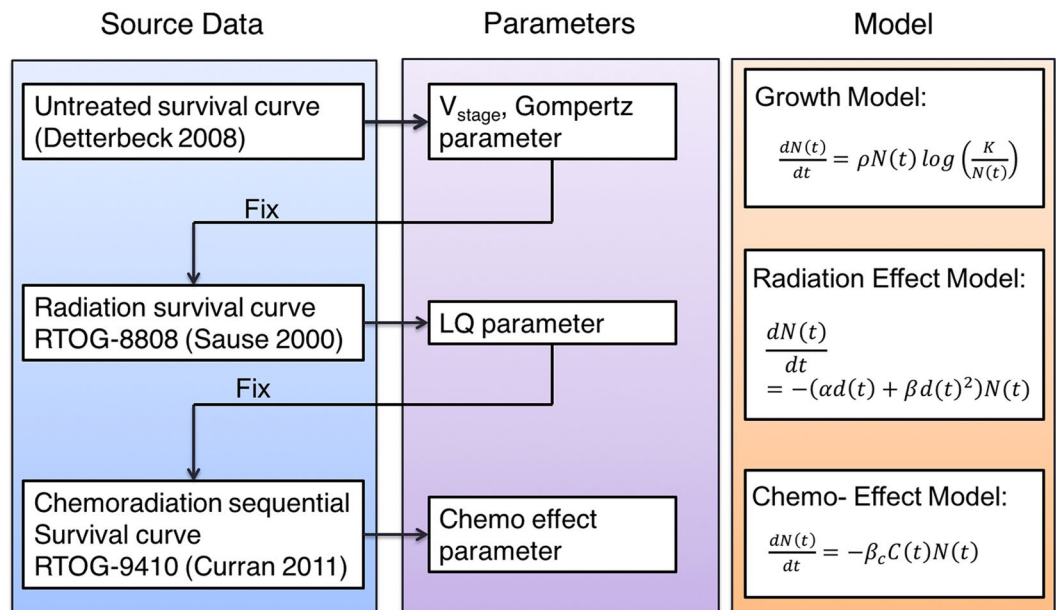 Source Data
Parameters
Model
Untreated survival curve
(Detterbeck 2008)
V_stage, Gompertz
parameter
Growth Model:
dN(t)/dt = ρN(t) log (K/N(t))
Fix
Radiation survival curve
RTOG-8808 (Sause 2000)
LQ parameter
Radiation Effect Model:
dN(t)/dt
= -(αd(t) + βd(t)²)N(t)
Fix
Chemoradiation sequential
Survival curve
RTOG-9410 (Curran 2011)
Chemo effect
parameter
Chemo- Effect Model:
dN(t)/dt = -β_c C(t)N(t)